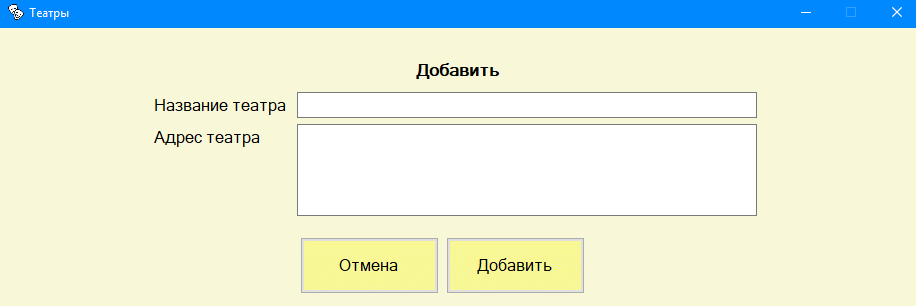 Театры
Добавить
Название театра
Адрес театра
Отмена Добавить